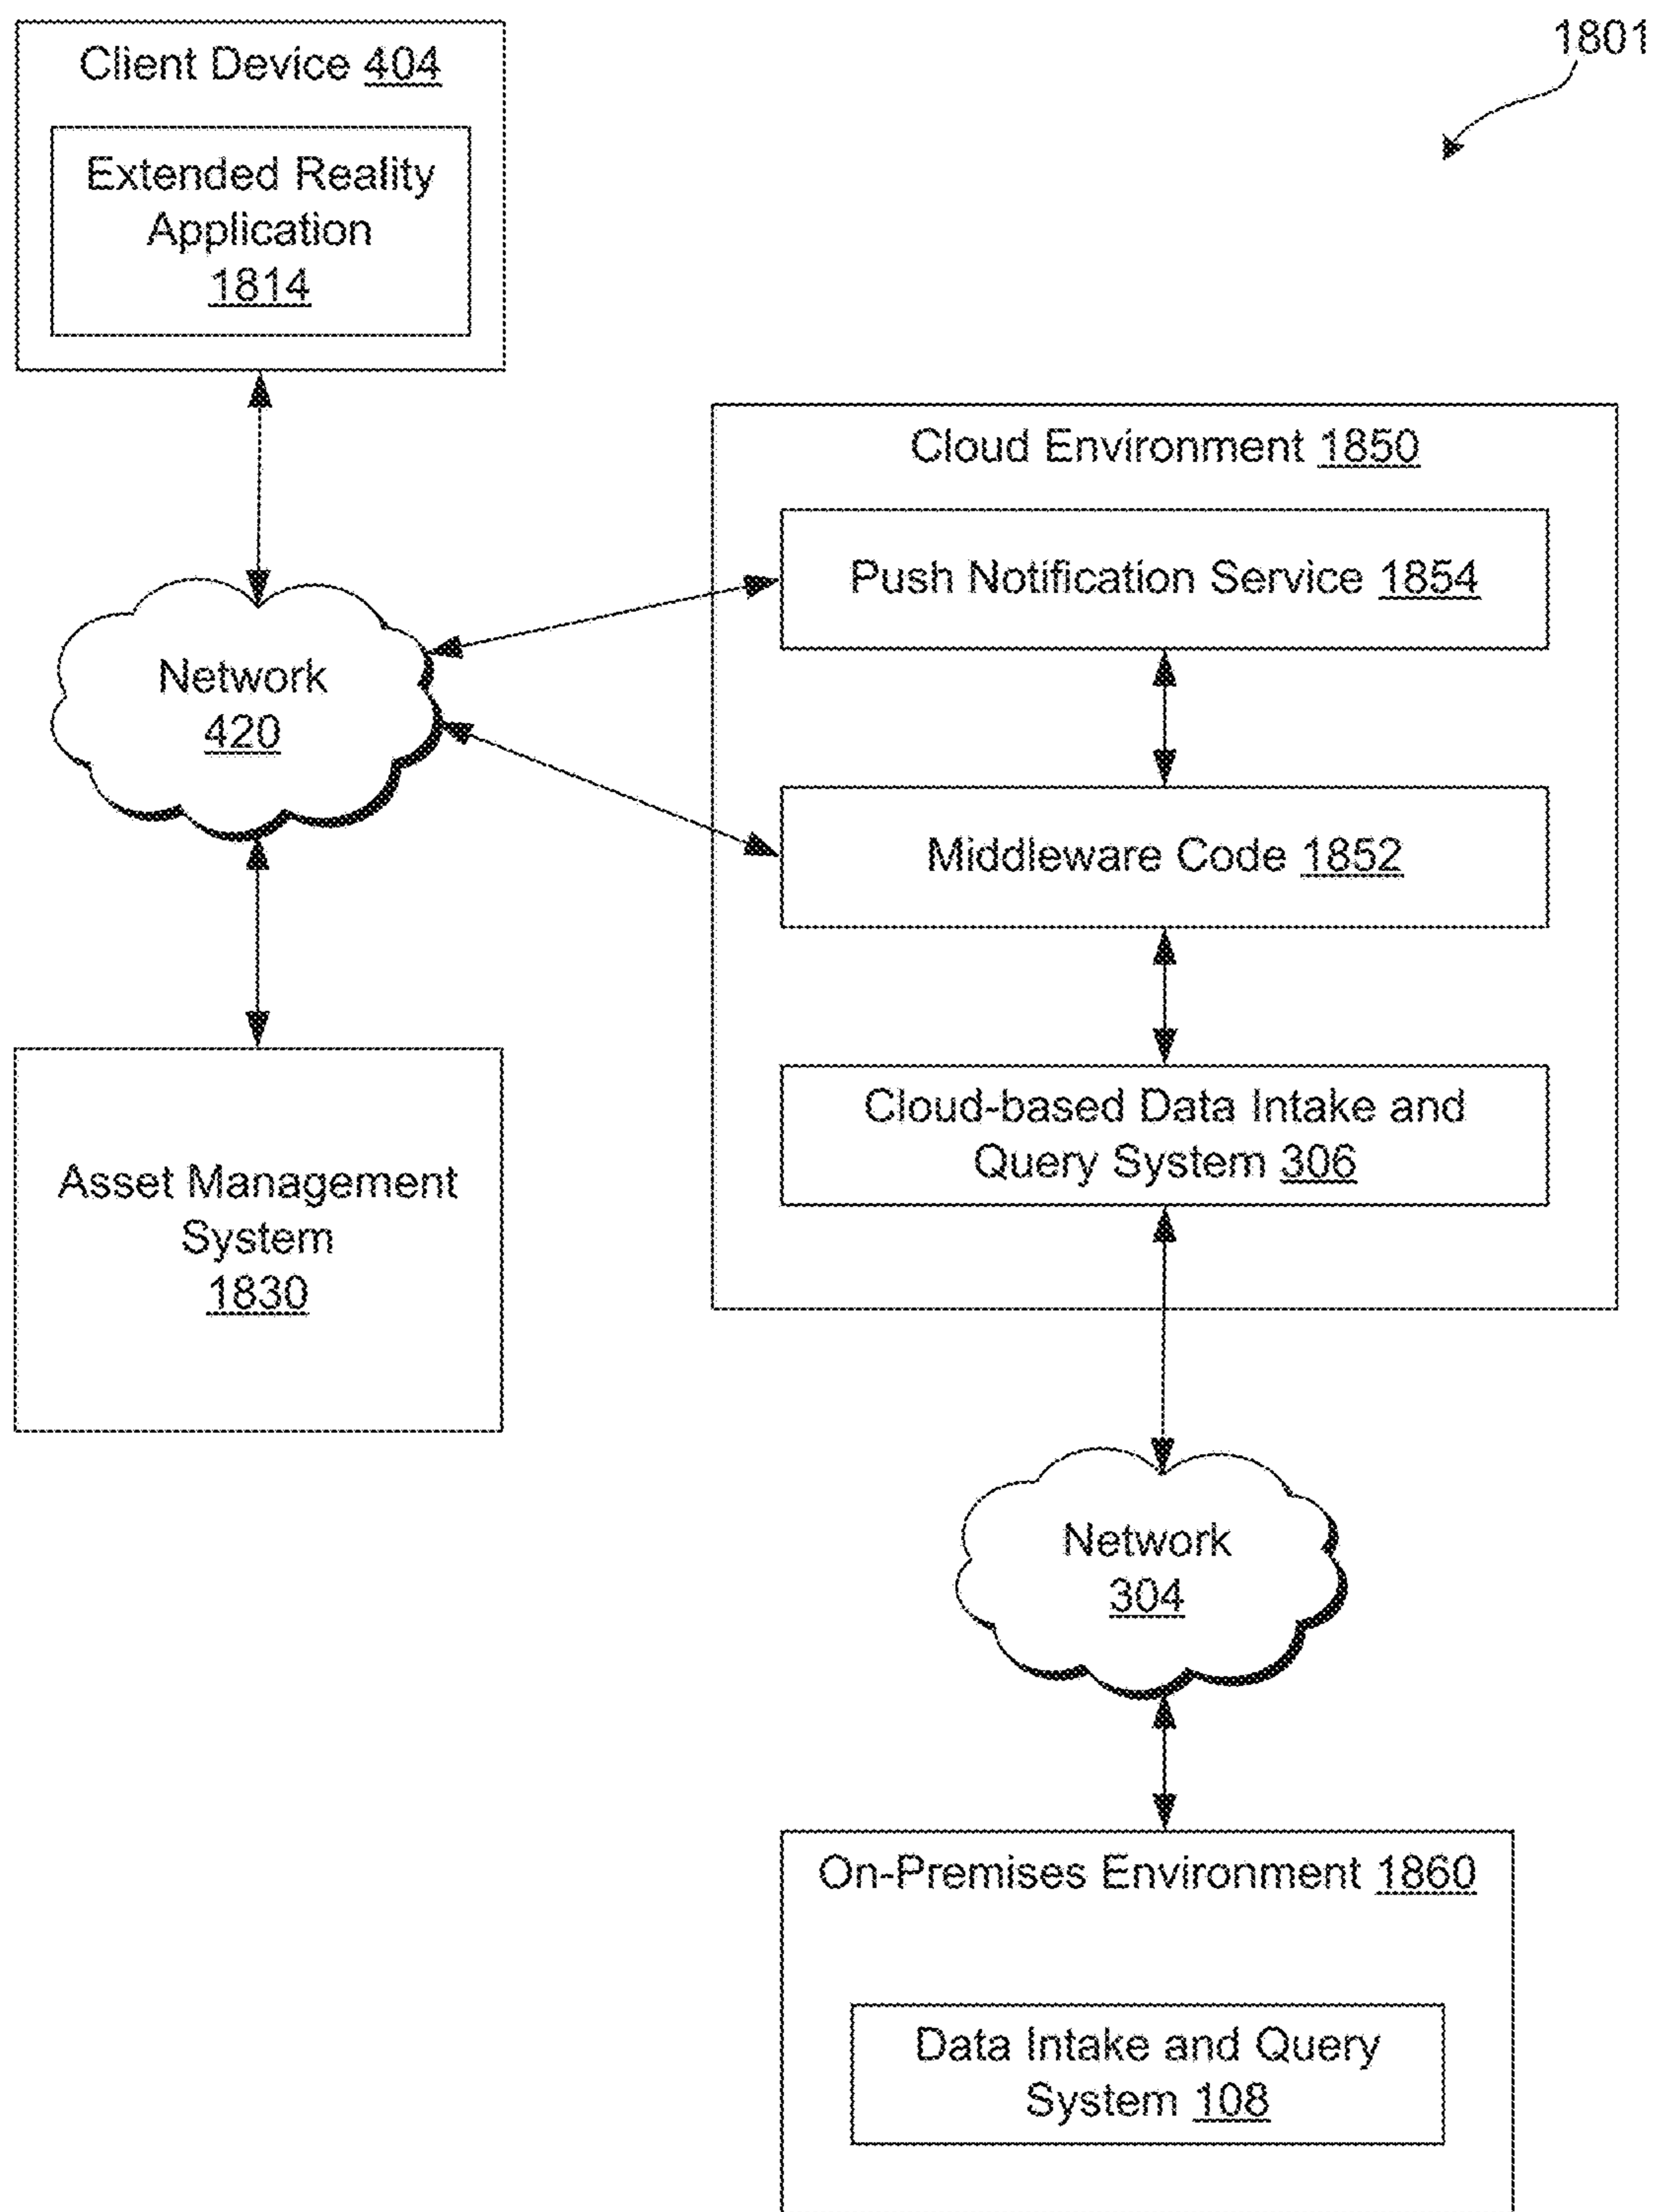 1801
Client Device 404
Extended Reality
Application
1814
Cloud Environment 1850
Push Notification Service 1854
Network
420
Middleware Code 1852
Cloud-based Data Intake and
Query System 306
Asset Management
System
1830
Network
304
On-Premises Environment 1860
Data Intake and Query
System 108